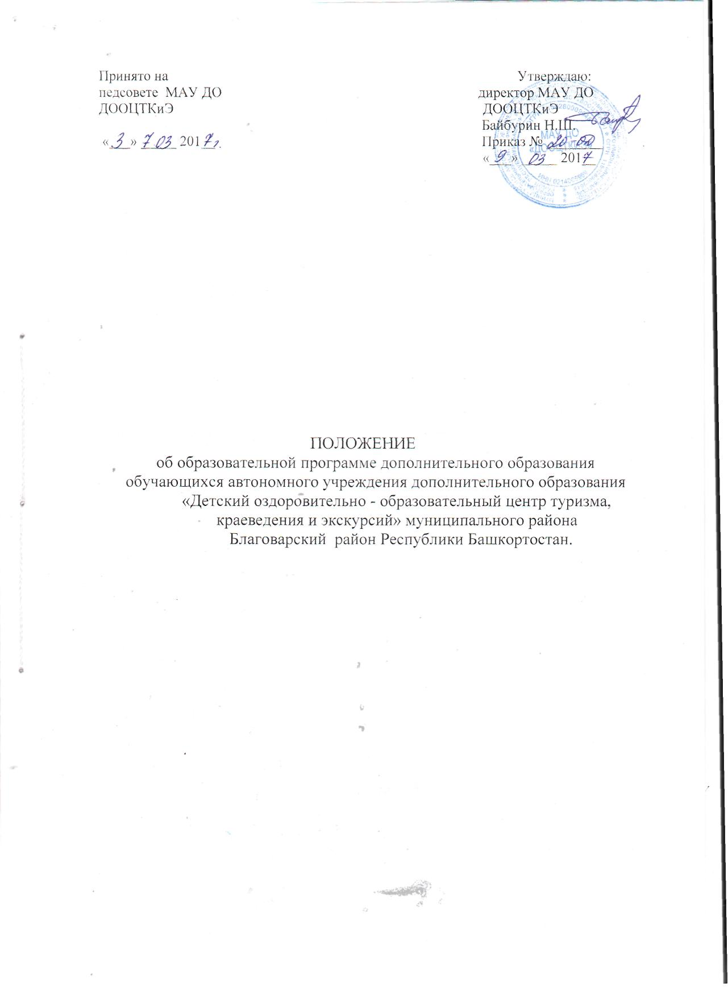 Принято на
педсовете МАУ ДО
ДООЦТКиЭ
«3» 7.03 2017г.
Утверждаю:
директор МАУ ДО
ДООЦТКиЭ
Байбурин Н.Ш.
Приказ № 20
«9» 03 2017
МАУ ДО
ПОЛОЖЕНИЕ
об образовательной программе дополнительного образования
обучающихся автономного учреждения дополнительного образования
«Детский оздоровительно - образовательный центр туризма,
краеведения и экскурсий» муниципального района
Благоварский район Республики Башкортостан.